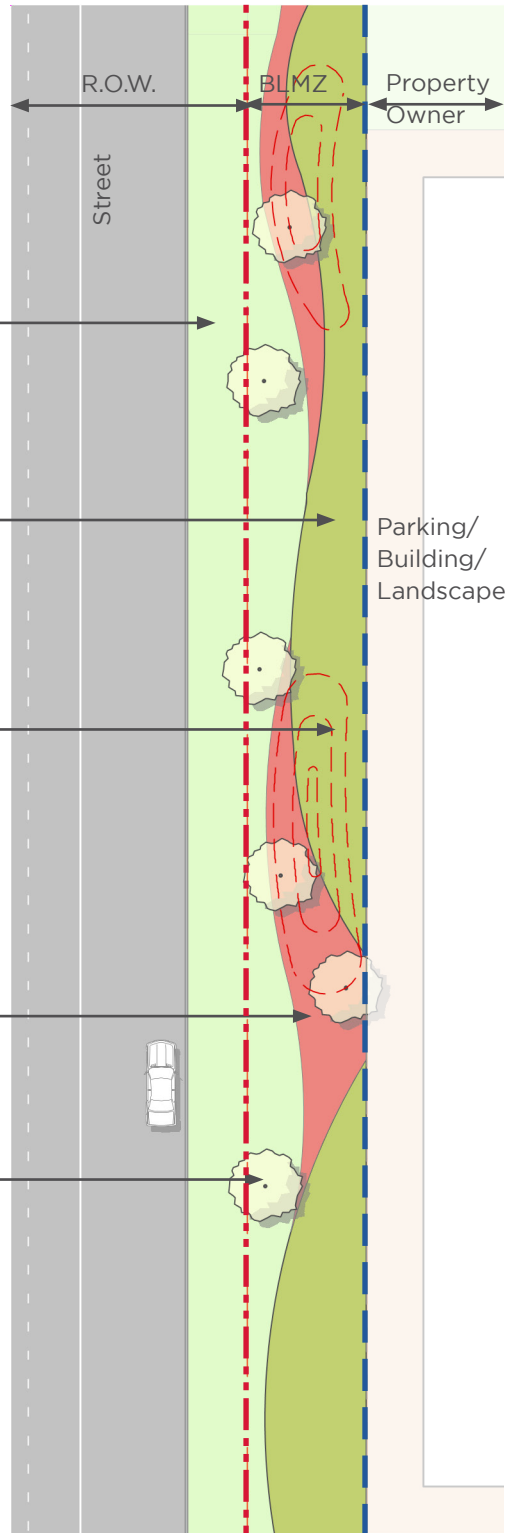 R.O.W.
BLMZ
Property
Owner
Street
Parking/
Building/
Landscape